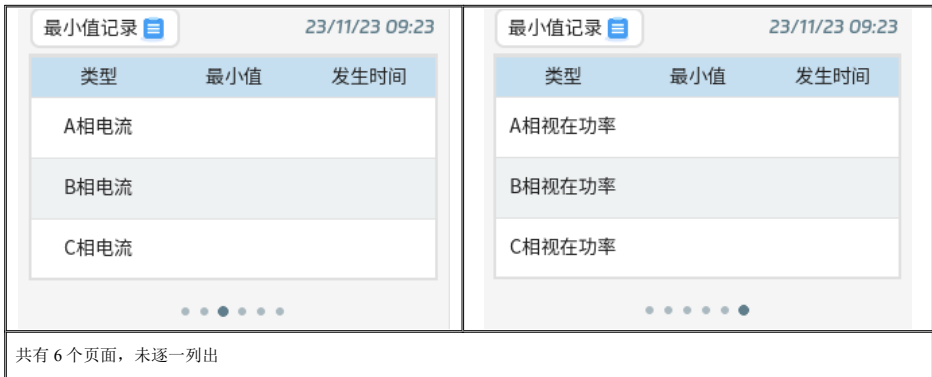 最小值记录 23/11/23 09:23
类型 最小值 发生时间
A相电流
B相电流
C相电流
最小值记录 23/11/23 09:23
类型 最小值 发生时间
A相视在功率
B相视在功率
C相视在功率
共有 6 个页面，未逐一列出